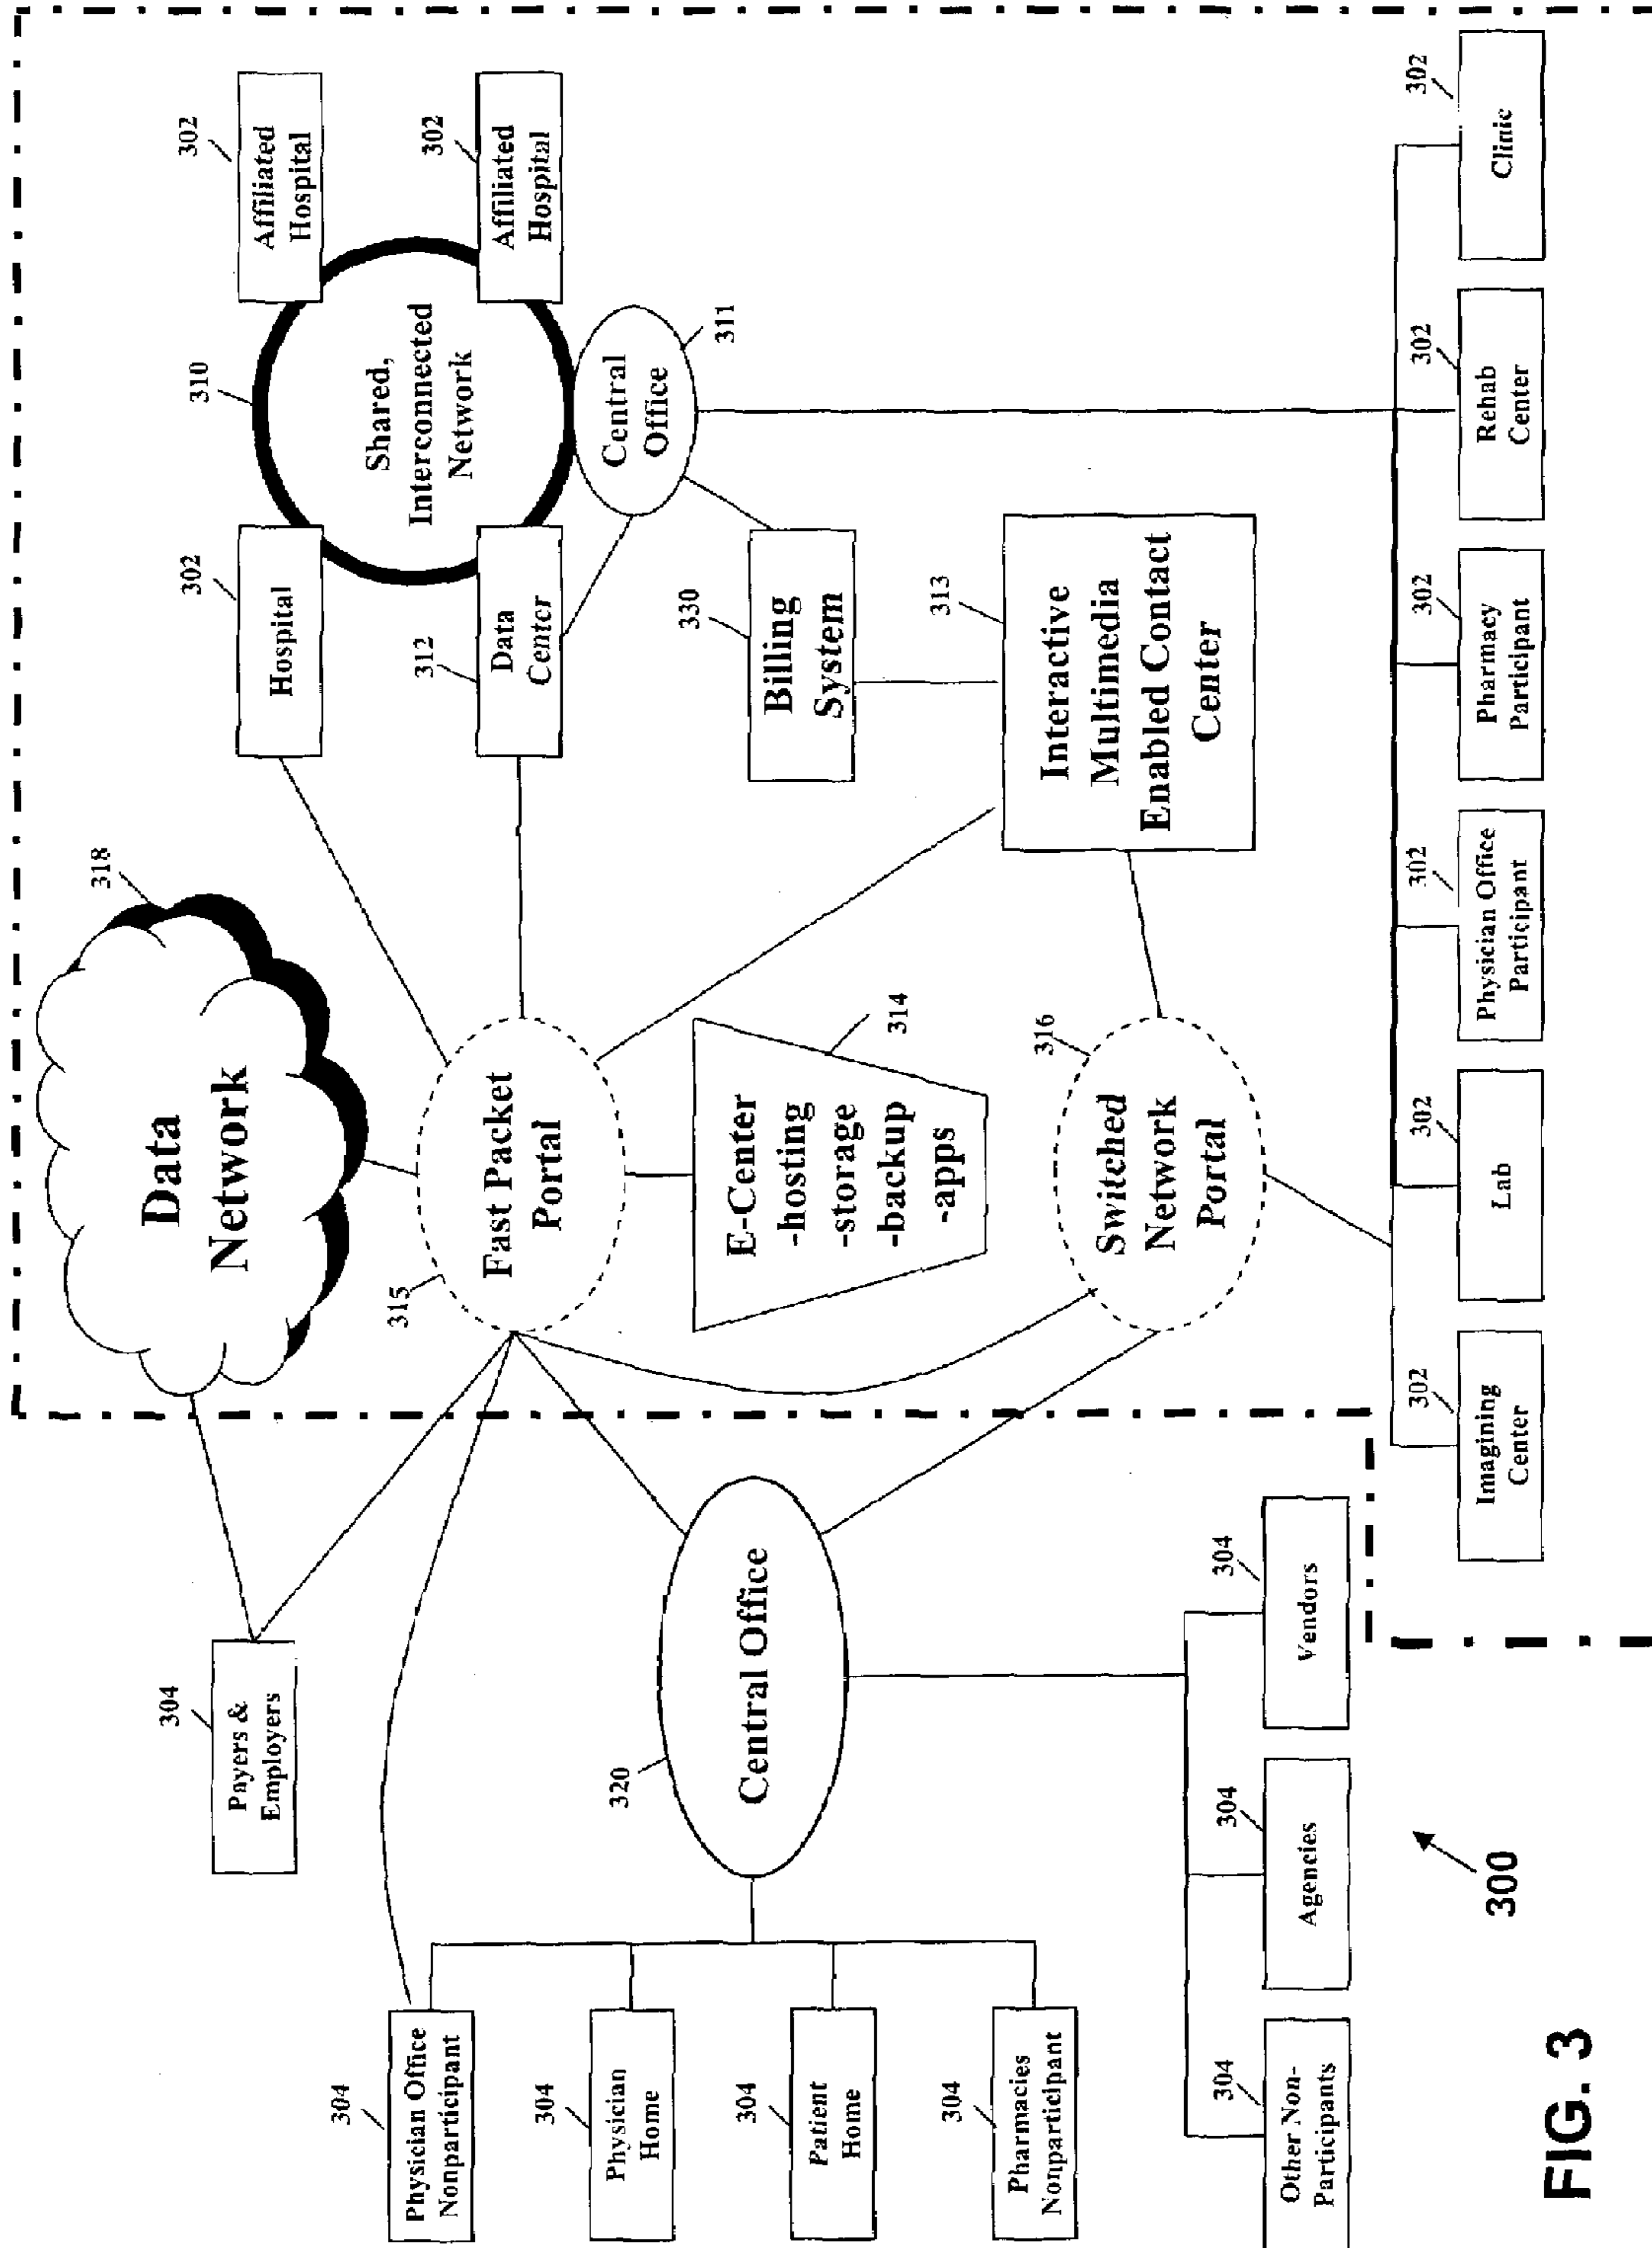 318
Data
Network
304
Payers &
Employers
302
Hospital
310
Shared,
Interconnected
Network
302
Affiliated
Hospital
302
Affiliated
Hospital
312
Data
Center
Central
Office
311
315
Fast Packet
Portal
304
Physician Office
Nonparticipant
304
Physician
Home
304
Patient
Home
304
Pharmacies
Nonparticipant
320
Central Office
E-Center
-hosting
-storage
-backup
-apps
314
330
Billing
System
313
Interactive
Multimedia
Enabled Contact
Center
316
Switched
Network
Portal
304
Other Non-
Participants
304
Agencies
304
Vendors
302
Imagining
Center
302
Lab
302
Physician Office
Participant
302
Pharmacy
Participant
302
Rehab
Center
302
Clinic
300
FIG. 3